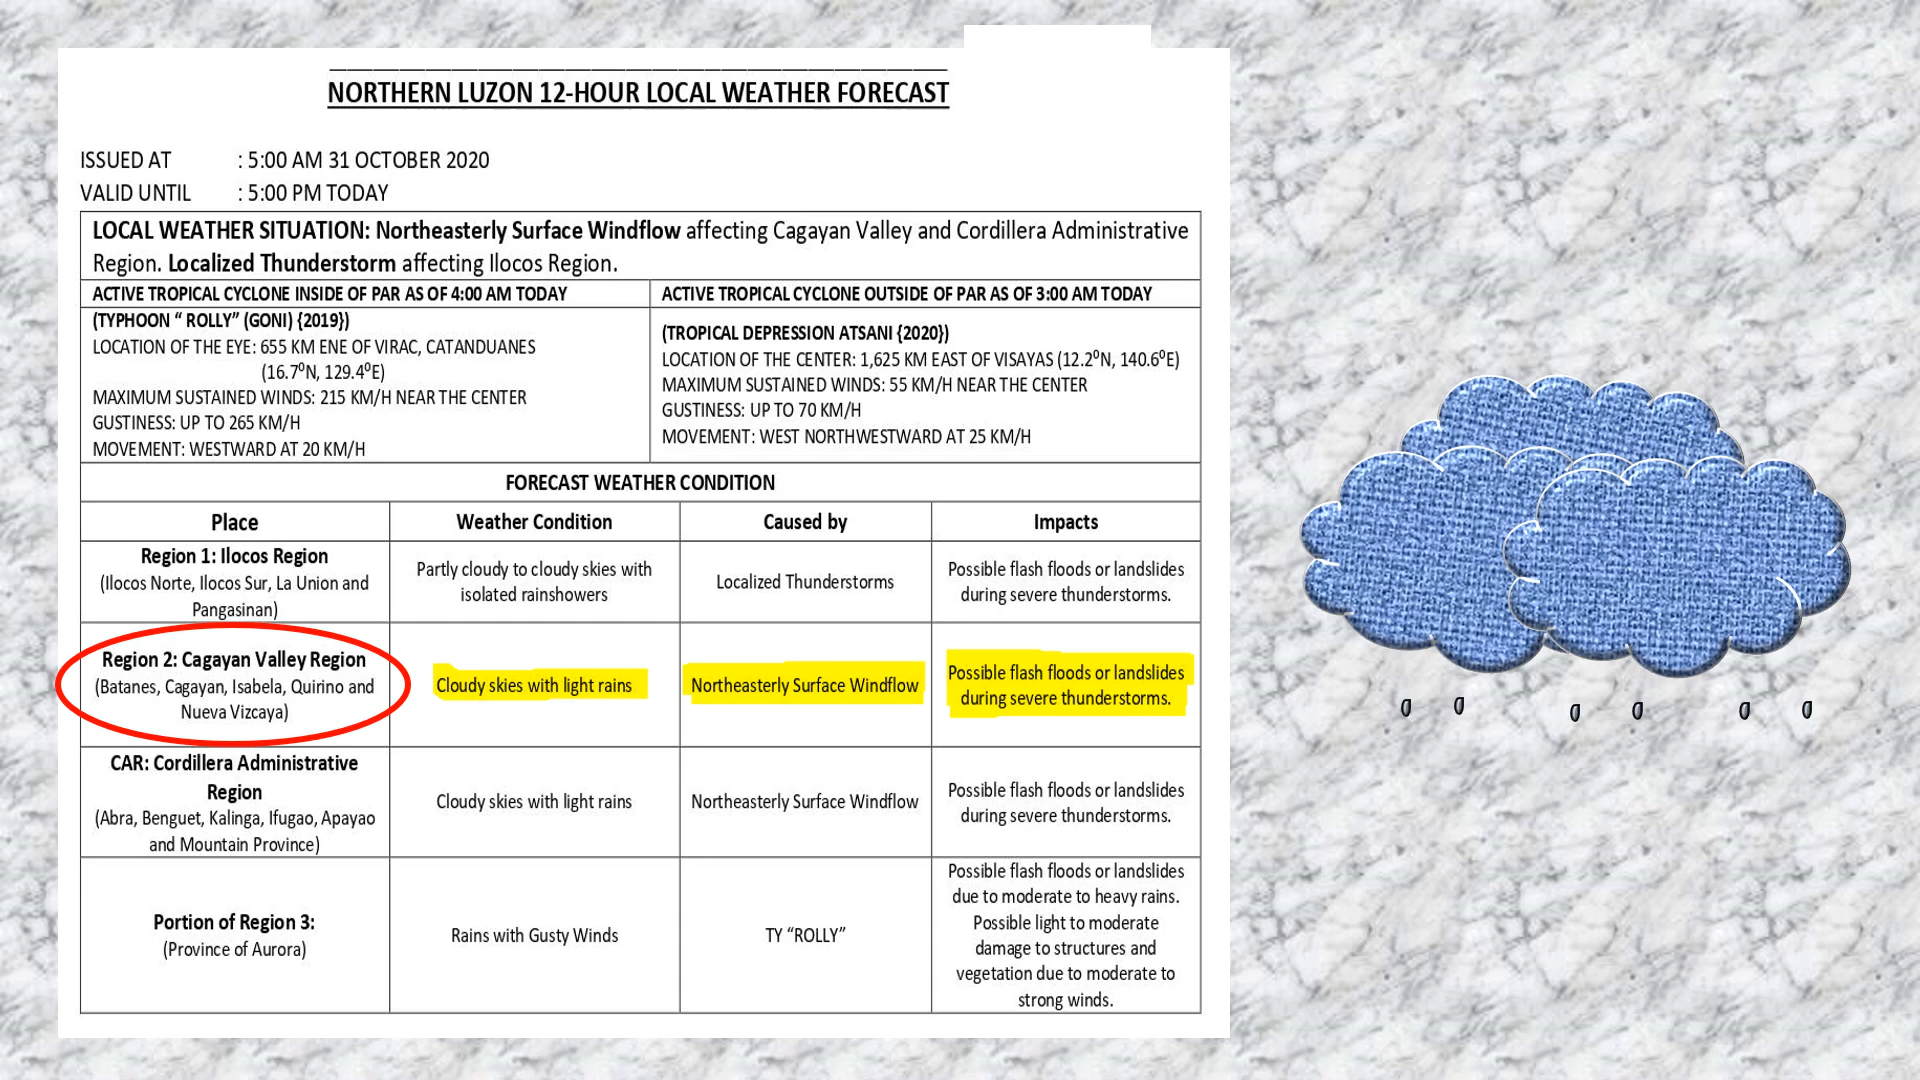 NORTHERN LUZON 12-HOUR LOCAL WEATHER FORECAST
ISSUED AT : 5:00 AM 31 OCTOBER 2020
VALID UNTIL : 5:00 PM TODAY
LOCAL WEATHER SITUATION: Northeasterly Surface Windflow affecting Cagayan Valley and Cordillera Administrative
Region. Localized Thunderstorm affecting Ilocos Region.
ACTIVE TROPICAL CYCLONE INSIDE OF PAR AS OF 4:00 AM TODAY
(TYPHOON “ ROLLY” (GONI) {2019})
LOCATION OF THE EYE: 655 KM ENE OF VIRAC, CATANDUANES
(16.7⁰N, 129.4⁰E)
MAXIMUM SUSTAINED WINDS: 215 KM/H NEAR THE CENTER
GUSTINESS: UP TO 265 KM/H
MOVEMENT: WESTWARD AT 20 KM/H
ACTIVE TROPICAL CYCLONE OUTSIDE OF PAR AS OF 3:00 AM TODAY
(TROPICAL DEPRESSION ATSANI {2020})
LOCATION OF THE CENTER: 1,625 KM EAST OF VISAYAS (12.2⁰N, 140.6⁰E)
MAXIMUM SUSTAINED WINDS: 55 KM/H NEAR THE CENTER
GUSTINESS: UP TO 70 KM/H
MOVEMENT: WEST NORTHWESTWARD AT 25 KM/H
FORECAST WEATHER CONDITION
Place Weather Condition Caused by Impacts
Region 1: Ilocos Region
(Ilocos Norte, Ilocos Sur, La Union and
Pangasinan)
Partly cloudy to cloudy skies with
isolated rainshowers
Localized Thunderstorms
Possible flash floods or landslides
during severe thunderstorms.
Region 2: Cagayan Valley Region
(Batanes, Cagayan, Isabela, Quirino and
Nueva Vizcaya)
Cloudy skies with light rains
Northeasterly Surface Windflow
Possible flash floods or landslides
during severe thunderstorms.
CAR: Cordillera Administrative
Region
(Abra, Benguet, Kalinga, Ifugao, Apayao
and Mountain Province)
Cloudy skies with light rains
Northeasterly Surface Windflow
Possible flash floods or landslides
during severe thunderstorms.
Portion of Region 3:
(Province of Aurora)
Rains with Gusty Winds
TY “ROLLY”
Possible flash floods or landslides
due to moderate to heavy rains.
Possible light to moderate
damage to structures and
vegetation due to moderate to
strong winds.